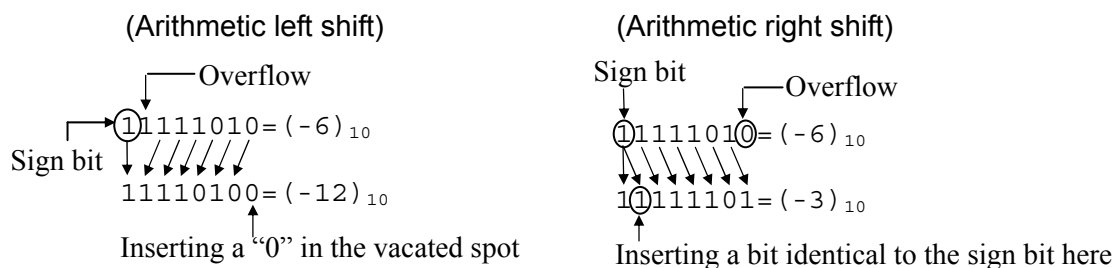 (Arithmetic left shift)
Overflow
11111010=(-6)10
Sign bit
11110100=(-12)10
Inserting a “0” in the vacated spot
(Arithmetic right shift)
Sign bit
Overflow
11111010=(-6)10
11111101=(-3)10
Inserting a bit identical to the sign bit here